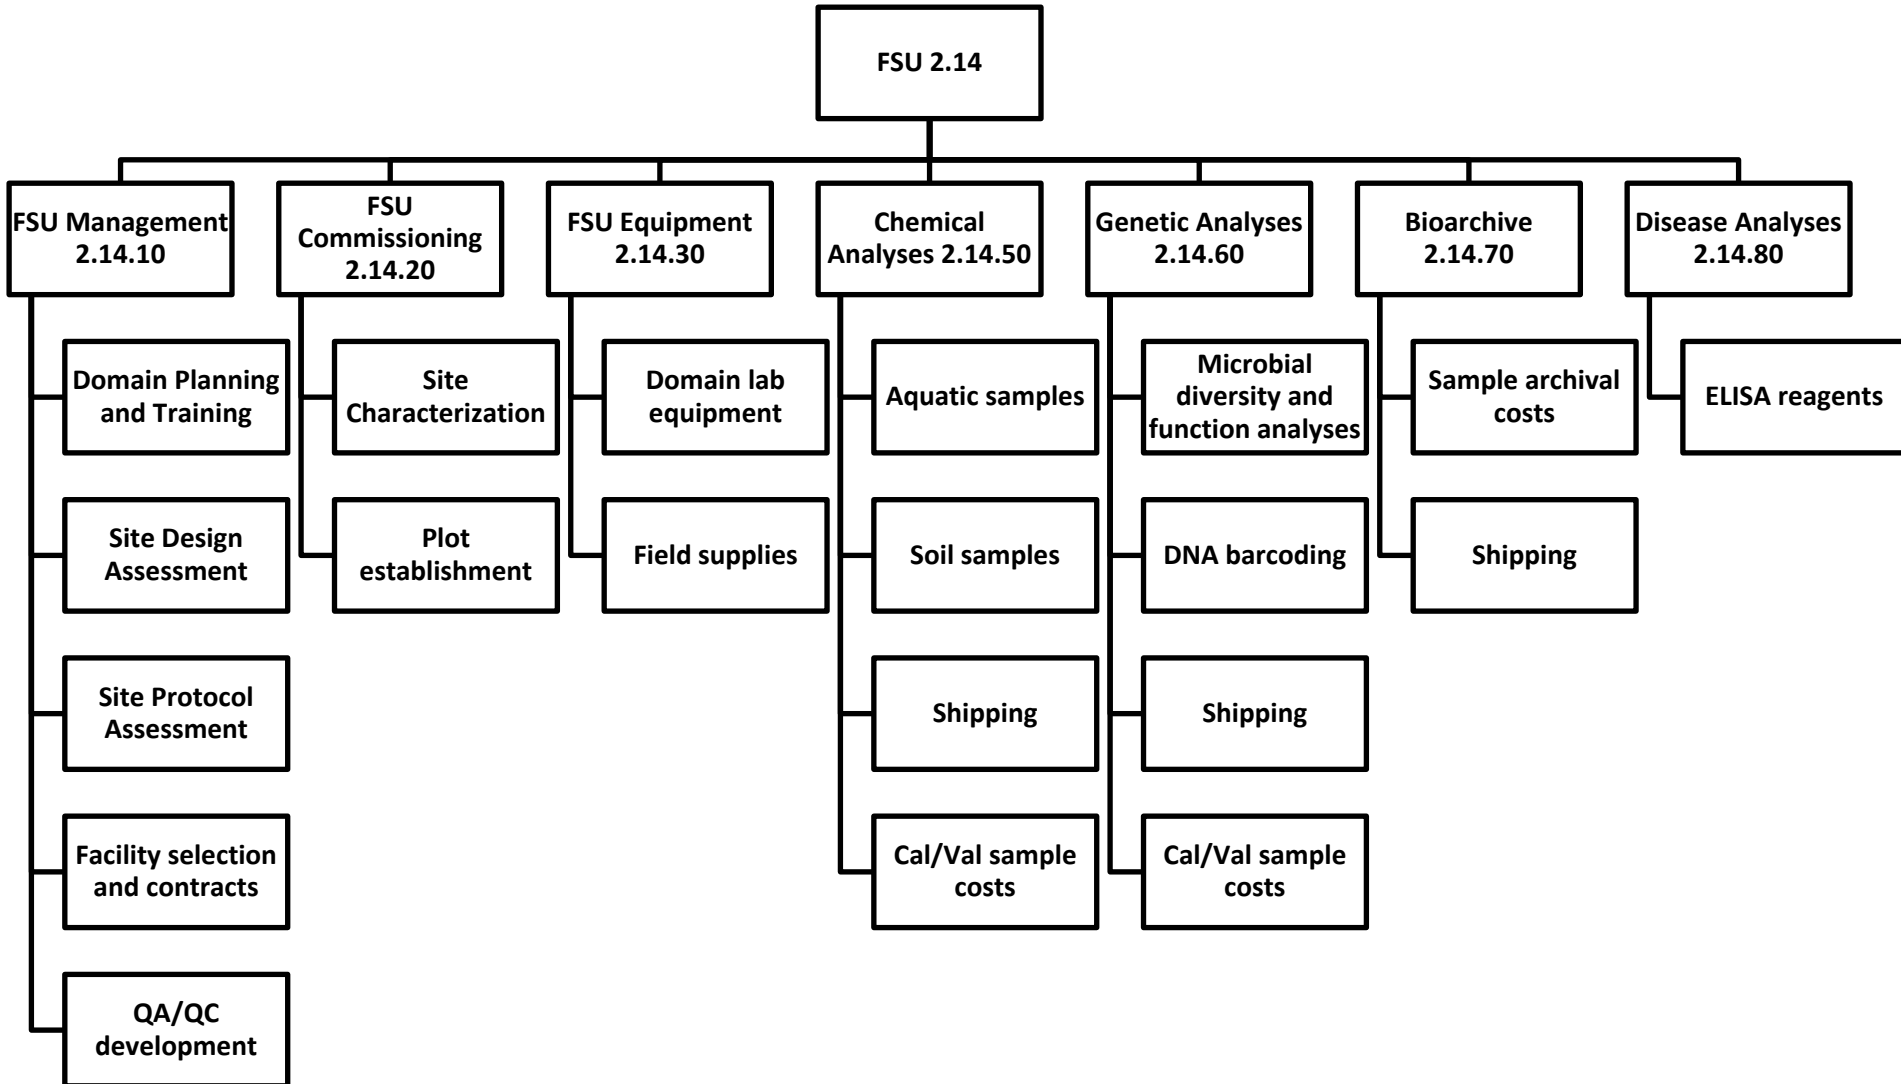 FSU 2.14
FSU Management
2.14.10
FSU
Commissioning
2.14.20
FSU Equipment
2.14.30
Chemical
Analyses 2.14.50
Genetic Analyses
2.14.60
Bioarchive
2.14.70
Disease Analyses
2.14.80
Domain Planning
and Training
Site Design
Assessment
Site Protocol
Assessment
Facility selection
and contracts
QA/QC
development
Site
Characterization
Plot
establishment
Domain lab
equipment
Field supplies
Aquatic samples
Soil samples
Shipping
Cal/Val sample
costs
Microbial
diversity and
function analyses
DNA barcoding
Shipping
Cal/Val sample
costs
Sample archival
costs
Shipping
ELISA reagents